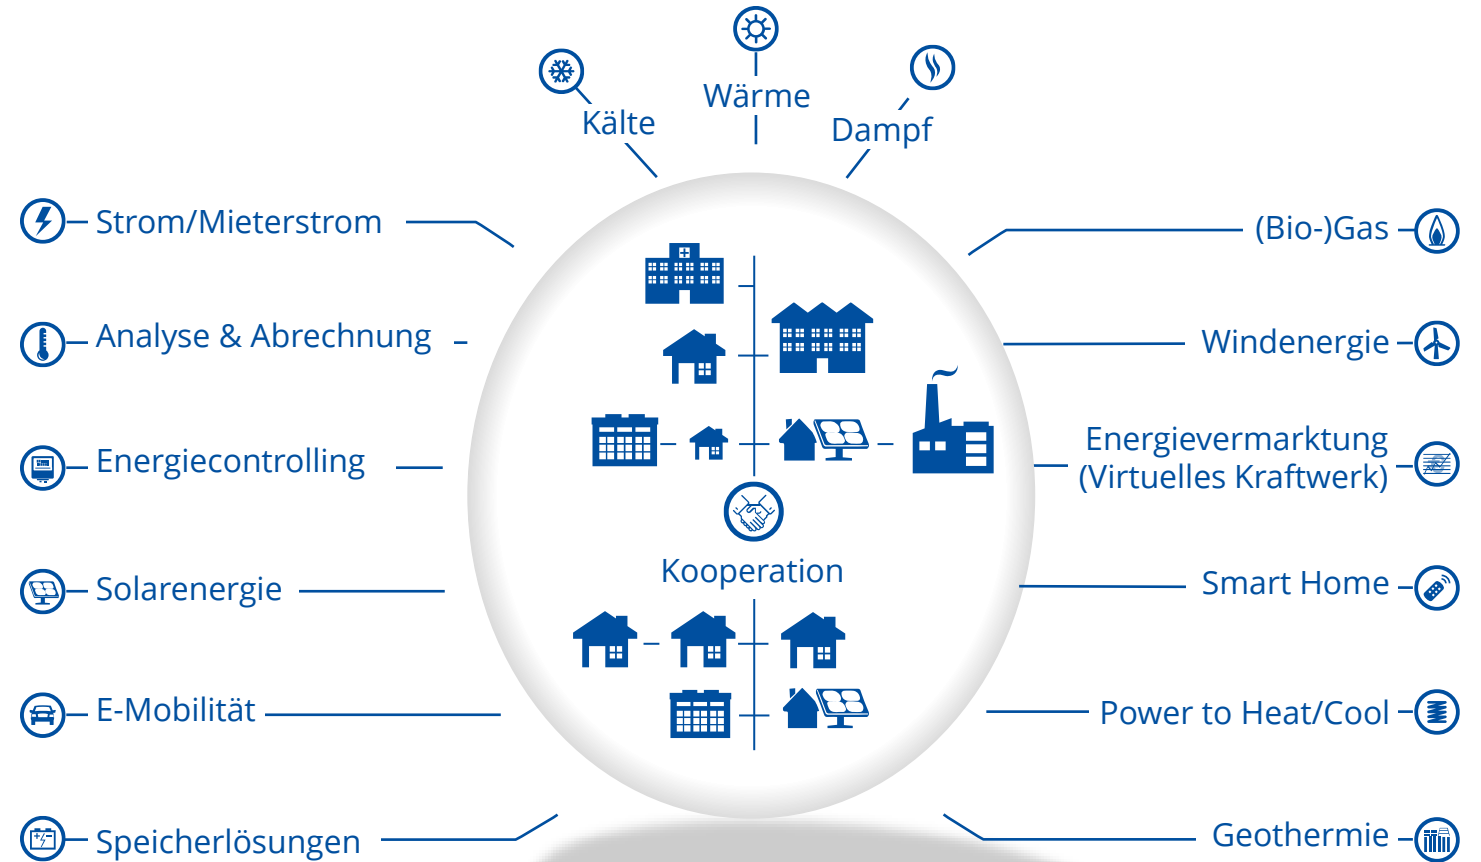 Kälte
Wärme
Dampf
Strom/Mieterstrom
Analyse & Abrechnung
Energiecontrolling
Solarenergie
E-Mobilität
Speicherlösungen
Kooperation
(Bio-)Gas
Windenergie
Energievermarktung
(Virtuelles Kraftwerk)
Smart Home
Power to Heat/Cool
Geothermie